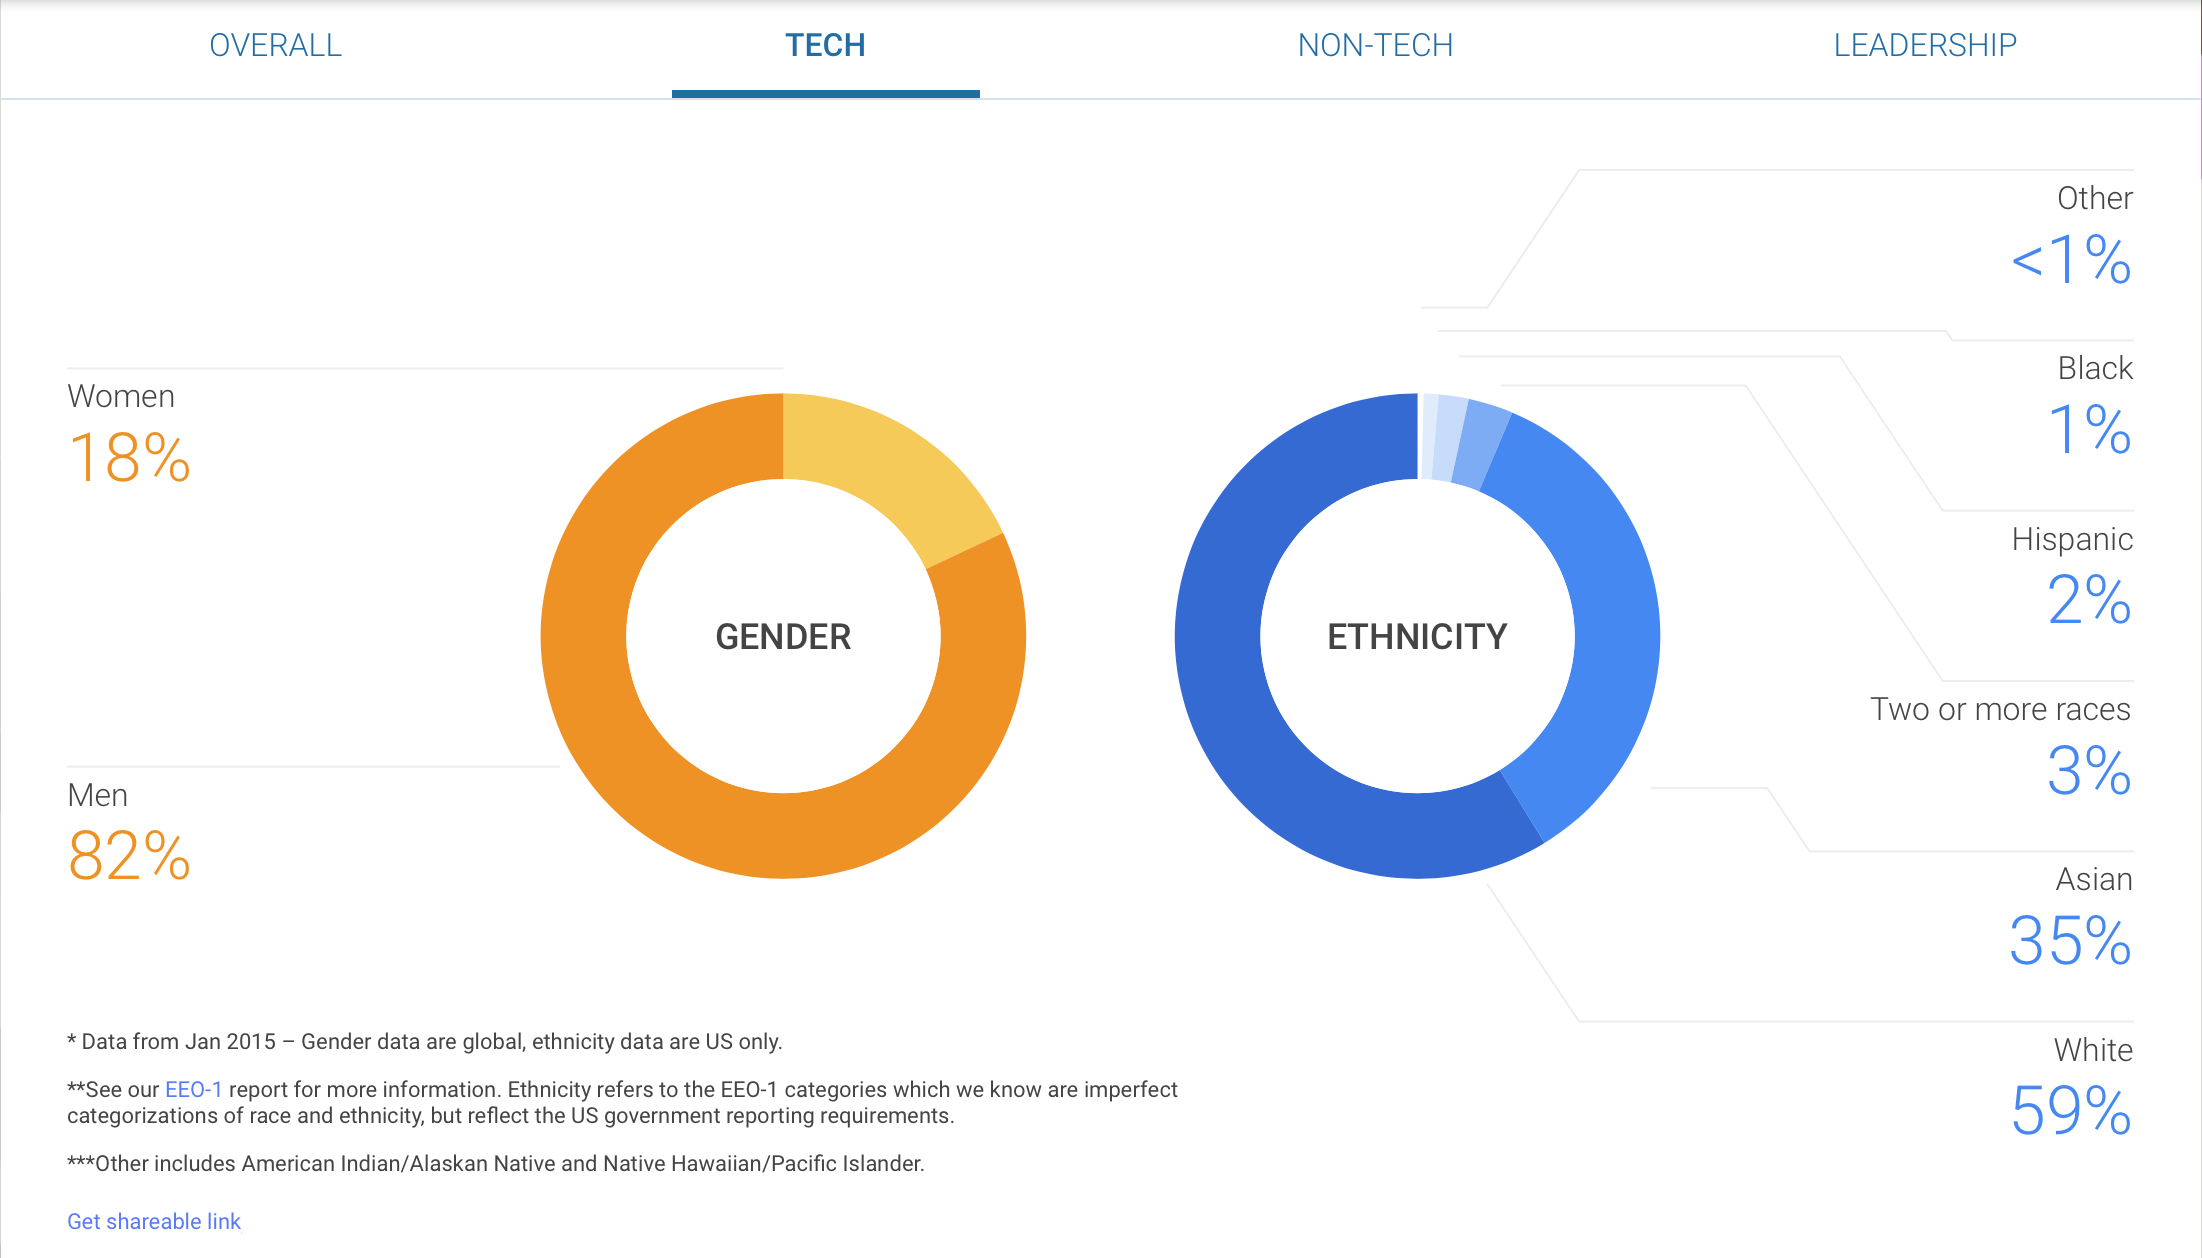 OVERALL
TECH
NON-TECH
LEADERSHIP
Women
18%
Men
82%
GENDER
ETHNICITY
Other
<1%
Black
1%
Hispanic
2%
Two or more races
3%
Asian
35%
White
59%
* Data from Jan 2015 – Gender data are global, ethnicity data are US only.
**See our EEO-1 report for more information. Ethnicity refers to the EEO-1 categories which we know are imperfect
categorizations of race and ethnicity, but reflect the US government reporting requirements.
***Other includes American Indian/Alaskan Native and Native Hawaiian/Pacific Islander.
Get shareable link